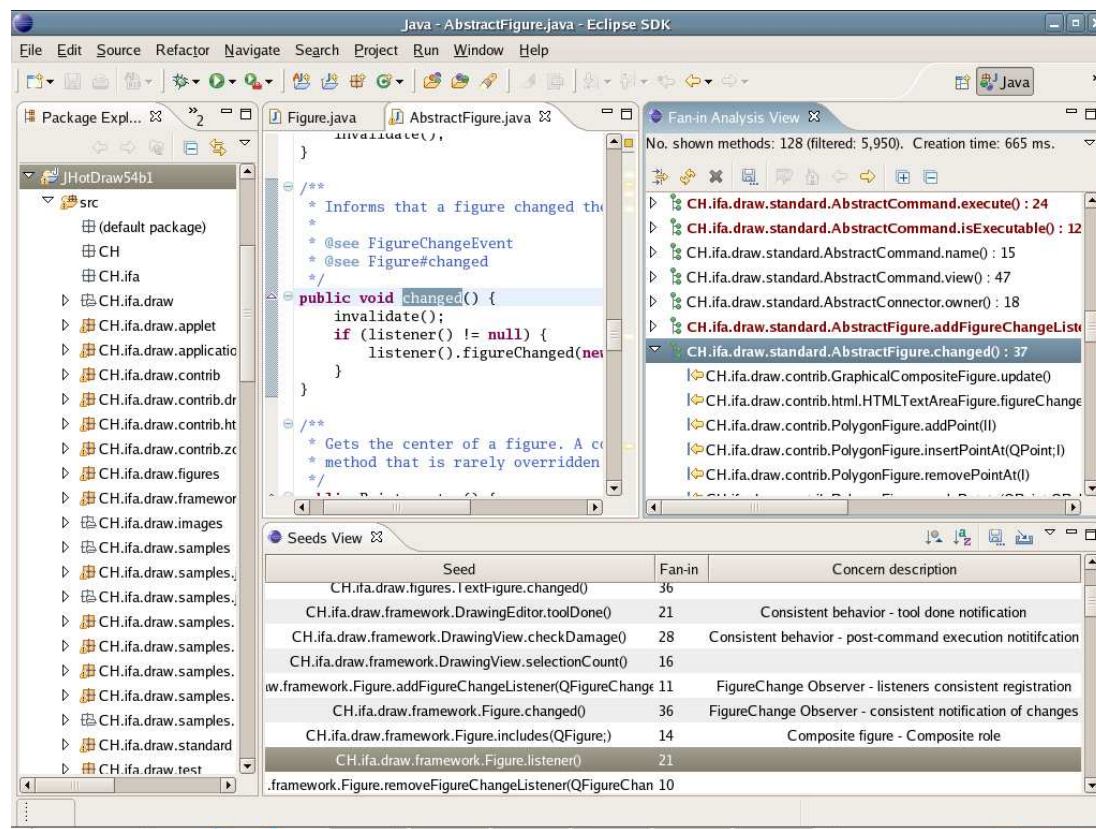 Java - AbstractFigure.java - Eclipse SDK
File Edit Source Refactor Navigate Search Project Run Window Help
Java
Package Expl...
2
JHotDraw54b1
src
(default package)
CH
CH.ifa
CH.ifa.draw
CH.ifa.draw.applet
CH.ifa.draw.applicatio
CH.ifa.draw.contrib
CH.ifa.draw.contrib.dr
CH.ifa.draw.contrib.ht
CH.ifa.draw.contrib.zo
CH.ifa.draw.figures
CH.ifa.draw.framewor
CH.ifa.draw.images
CH.ifa.draw.samples
CH.ifa.draw.samples.j
CH.ifa.draw.samples.j
CH.ifa.draw.samples.
CH.ifa.draw.samples.
CH.ifa.draw.samples.
CH.ifa.draw.samples.
CH.ifa.draw.standard
CH.ifa.draw.test
Figure.java AbstractFigure.java
invalidate();
}
/**
* Informs that a figure changed the
*
* @see FigureChangeEvent
* @see Figure#changed
*/
public void changed() {
invalidate();
if (listener() != null) {
listener().figureChanged(new
}
}
/**
* Gets the center of a figure. A co
* method that is rarely overridden
*/
Fan-in Analysis View
No. shown methods: 128 (filtered: 5,950). Creation time: 665 ms.
CH.ifa.draw.standard.AbstractCommand.execute() : 24
CH.ifa.draw.standard.AbstractCommand.isExecutable() : 12
CH.ifa.draw.standard.AbstractCommand.name() : 15
CH.ifa.draw.standard.AbstractCommand.view() : 47
CH.ifa.draw.standard.AbstractConnector.owner() : 18
CH.ifa.draw.standard.AbstractFigure.addFigureChangeListe
CH.ifa.draw.standard.AbstractFigure.changed() : 37
CH.ifa.draw.contrib.GraphicalCompositeFigure.update()
CH.ifa.draw.contrib.html.HTMLTextAreaFigure.figureChange
CH.ifa.draw.contrib.PolygonFigure.addPoint(II)
CH.ifa.draw.contrib.PolygonFigure.insertPointAt(QPoint;I)
CH.ifa.draw.contrib.PolygonFigure.removePointAt(I)
Seeds View
Seed Fan-in Concern description
CH.ifa.draw.figures.TextFigure.changed() 36
CH.ifa.draw.framework.DrawingEditor.toolDone() 21 Consistent behavior - tool done notification
CH.ifa.draw.framework.DrawingView.checkDamage() 28 Consistent behavior - post-command execution notitifcation
CH.ifa.draw.framework.DrawingView.selectionCount() 16
aw.framework.Figure.addFigureChangeListener(QFigureChange 11 FigureChange Observer - listeners consistent registration
CH.ifa.draw.framework.Figure.changed() 36 FigureChange Observer - consistent notification of changes
CH.ifa.draw.framework.Figure.includes(QFigure;) 14 Composite figure - Composite role
CH.ifa.draw.framework.Figure.listener() 21
.framework.Figure.removeFigureChangeListener(QFigureChan 10